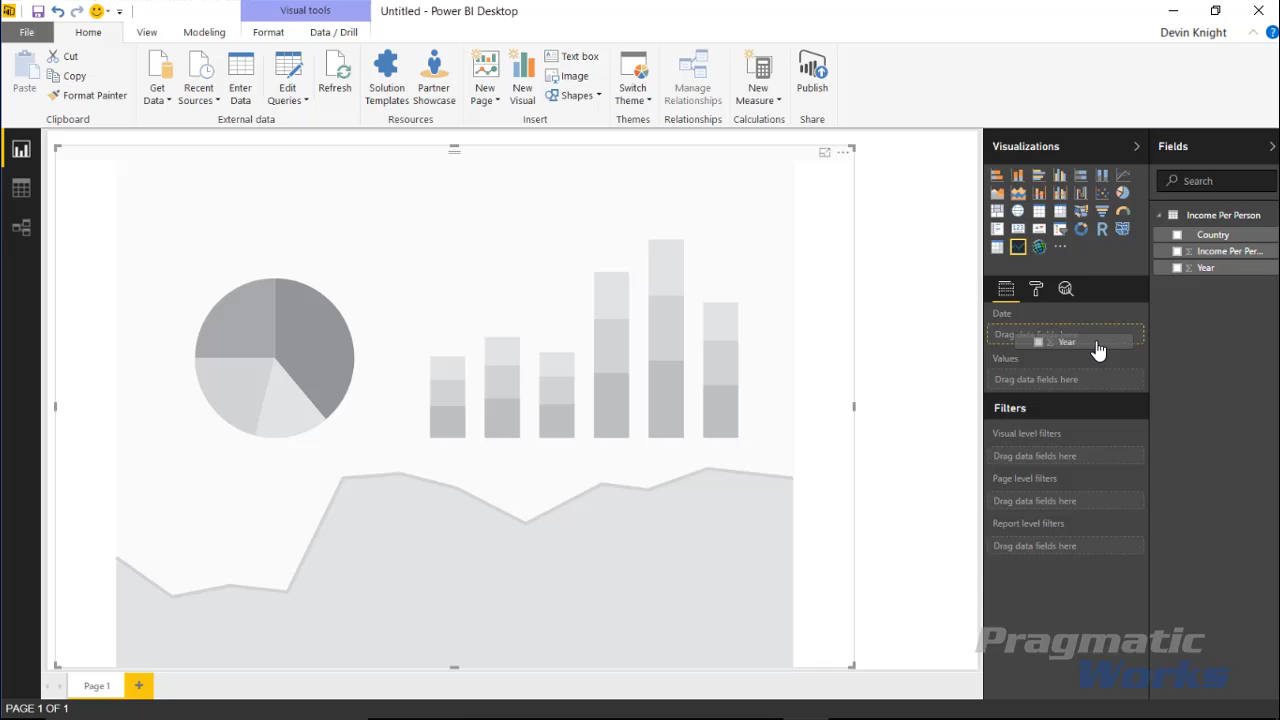 Visual tools
Untitled - Power BI Desktop
File
Home
View
Modeling
Format
Data / Drill
Devin Knight
Paste
Cut
Copy
Format Painter
Clipboard
Get Data
Recent Sources
Enter Data
Edit Queries
External data
Refresh
Solution Templates
Partner Showcase
Resources
New Page
New Visual
Text box
Image
Shapes
Insert
Switch Theme
Themes
Manage Relationships
Relationships
New Measure
Calculations
Publish
Share
Visualizations
Fields
Search
Income Per Person
Country
Income Per Per...
Year
R
Date
Drag data fields here
Year
Values
Drag data fields here
Filters
Visual level filters
Drag data fields here
Page level filters
Drag data fields here
Report level filters
Drag data fields here
Pragmatic
Works
Page 1
PAGE 1 OF 1